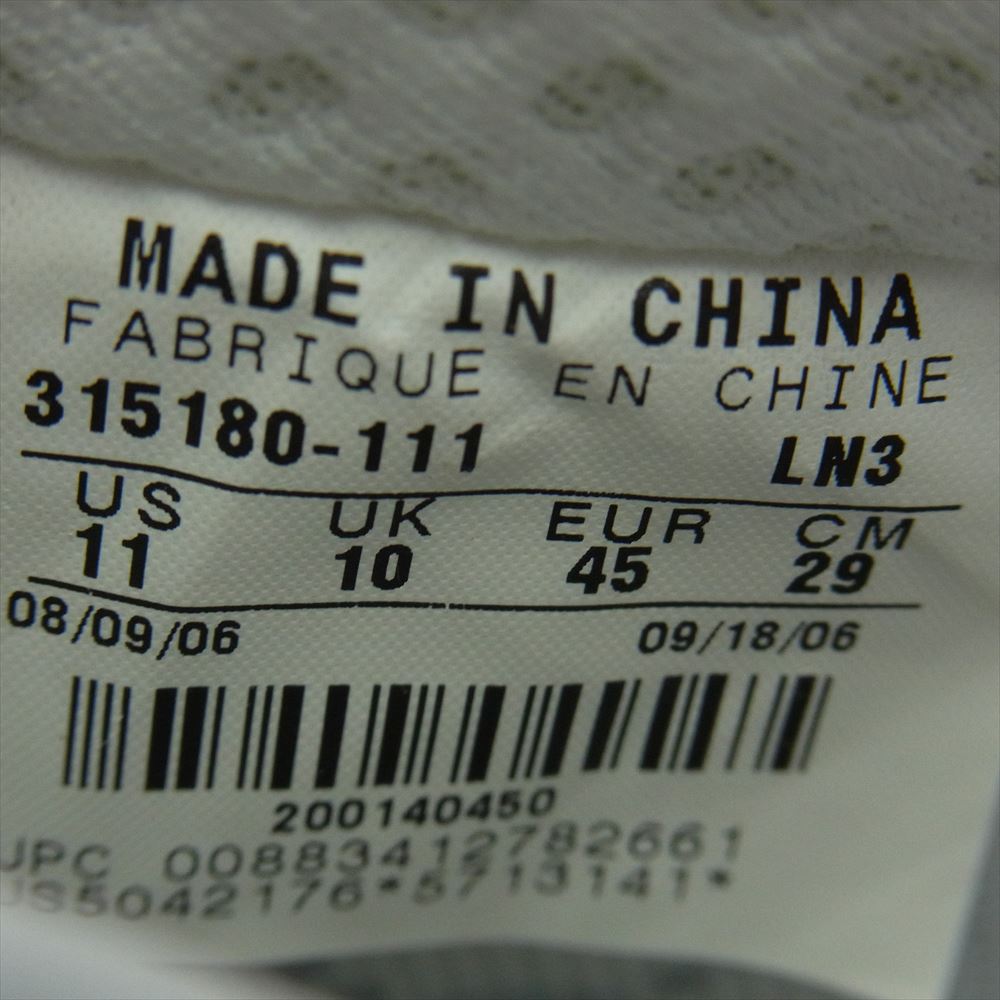 MADE IN CHINA
FABRIQUE EN CHINE
315180-111 LN3
US UK EUR CM
11 10 45 29
08/09/06 09/18/06
200140450
UPC 00883412782661
US5042176*5713141*